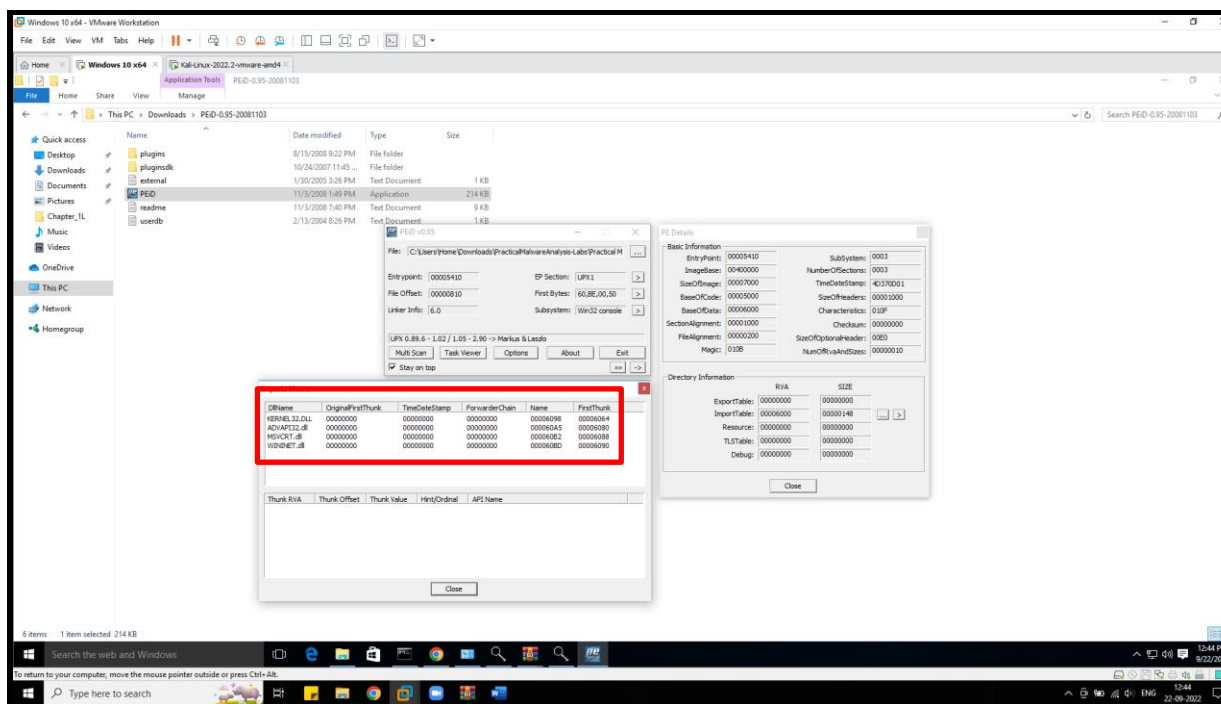 Windows 10 x64 - VMware Workstation
File Edit View VM Tabs Help
Home Windows 10 x64 Kali-Linux-2022.2-vmware-amd4
Application Tools PEiD-0.95-20081103
File Home Share View Manage
This PC > Downloads > PEiD-0.95-20081103
Search PEiD-0.95-20081103
Name Date modified Type Size
Quick access
Desktop
Downloads
Documents
Pictures
Chapter_1L
Music
Videos
OneDrive
This PC
Network
Homegroup
plugins 8/15/2008 9:22 PM File folder
pluginsdk 10/24/2007 11:45 ... File folder
external 1/30/2005 3:26 PM Text Document 1 KB
PEiD 11/3/2008 1:49 PM Application 214 KB
readme 11/3/2008 7:40 PM Text Document 9 KB
userdb 2/13/2004 8:26 PM Text Document 1 KB
PEiD v0.95
File: C:\Users\Home\Downloads\PracticalMalwareAnalysis-Labs\Practical M ...
Entrypoint: 00005410 EP Section: UPX1 >
File Offset: 00000810 First Bytes: 60,BE,00,50 >
Linker Info: 6.0 Subsystem: Win32 console >
UPX 0.89.6 - 1.02 / 1.05 - 2.90 -> Markus & Laszlo
Multi Scan Task Viewer Options About Exit
Stay on top »» ->
PE Details
Basic Information
EntryPoint: 00005410 SubSystem: 0003
ImageBase: 00400000 NumberOfSections: 0003
SizeOfImage: 00007000 TimeDateStamp: 4D370D01
BaseOfCode: 00005000 SizeOfHeaders: 00001000
BaseOfData: 00006000 Characteristics: 010F
SectionAlignment: 00001000 Checksum: 00000000
FileAlignment: 00000200 SizeOfOptionalHeader: 00E0
Magic: 010B NumOfRvaAndSizes: 00000010
Directory Information
RVA SIZE
ExportTable: 00000000 00000000
ImportTable: 00006000 00000148 ... >
Resource: 00000000 00000000
TLSTable: 00000000 00000000
Debug: 00000000 00000000
Close
DllName OriginalFirstThunk TimeDateStamp ForwarderChain Name FirstThunk
KERNEL32.DLL 00000000 00000000 00000000 00006098 00006064
ADVAPI32.dll 00000000 00000000 00000000 000060A5 00006080
MSVCRT.dll 00000000 00000000 00000000 000060B2 00006088
WININET.dll 00000000 00000000 00000000 000060BD 00006090
Thunk RVA Thunk Offset Thunk Value Hint/Ordinal API Name
Close
6 items 1 item selected 214 KB
Search the web and Windows
12:44 P
9/22/20
To return to your computer, move the mouse pointer outside or press Ctrl+Alt.
Type here to search
ENG
12:44
22-09-2022